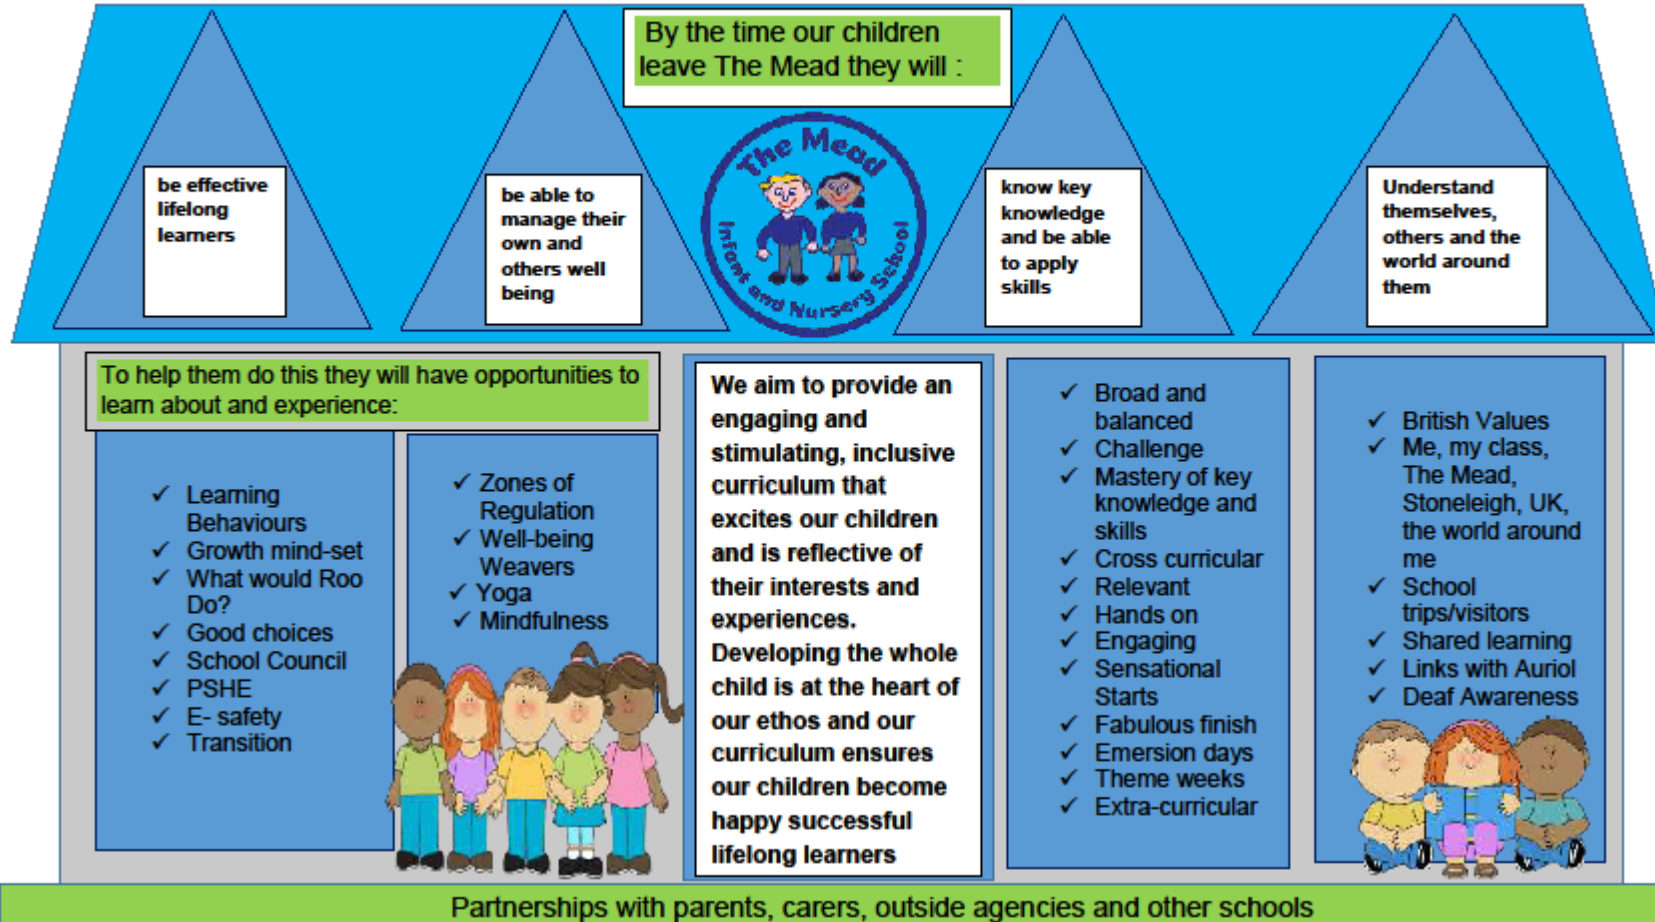 By the time our children
leave The Mead they will :
be effective
lifelong
learners
be able to
manage their
own and
others well
being
The Mead
Infant and Nursery School
know key
knowledge
and be able
to apply
skills
Understand
themselves,
others and the
world around
them
To help them do this they will have opportunities to
learn about and experience:
✓ Learning
Behaviours
✓ Growth mind-set
✓ What would Roo
Do?
✓ Good choices
✓ School Council
✓ PSHE
✓ E- safety
✓ Transition
✓ Zones of
Regulation
✓ Well-being
Weavers
✓ Yoga
✓ Mindfulness
We aim to provide an
engaging and
stimulating, inclusive
curriculum that
excites our children
and is reflective of
their interests and
experiences.
Developing the whole
child is at the heart of
our ethos and our
curriculum ensures
our children become
happy successful
lifelong learners
✓ Broad and
balanced
✓ Challenge
✓ Mastery of key
knowledge and
skills
✓ Cross curricular
✓ Relevant
✓ Hands on
✓ Engaging
✓ Sensational
Starts
✓ Fabulous finish
✓ Emersion days
✓ Theme weeks
✓ Extra-curricular
✓ British Values
✓ Me, my class,
The Mead,
Stoneleigh, UK,
the world around
me
✓ School
trips/visitors
✓ Shared learning
✓ Links with Auriol
✓ Deaf Awareness
Partnerships with parents, carers, outside agencies and other schools